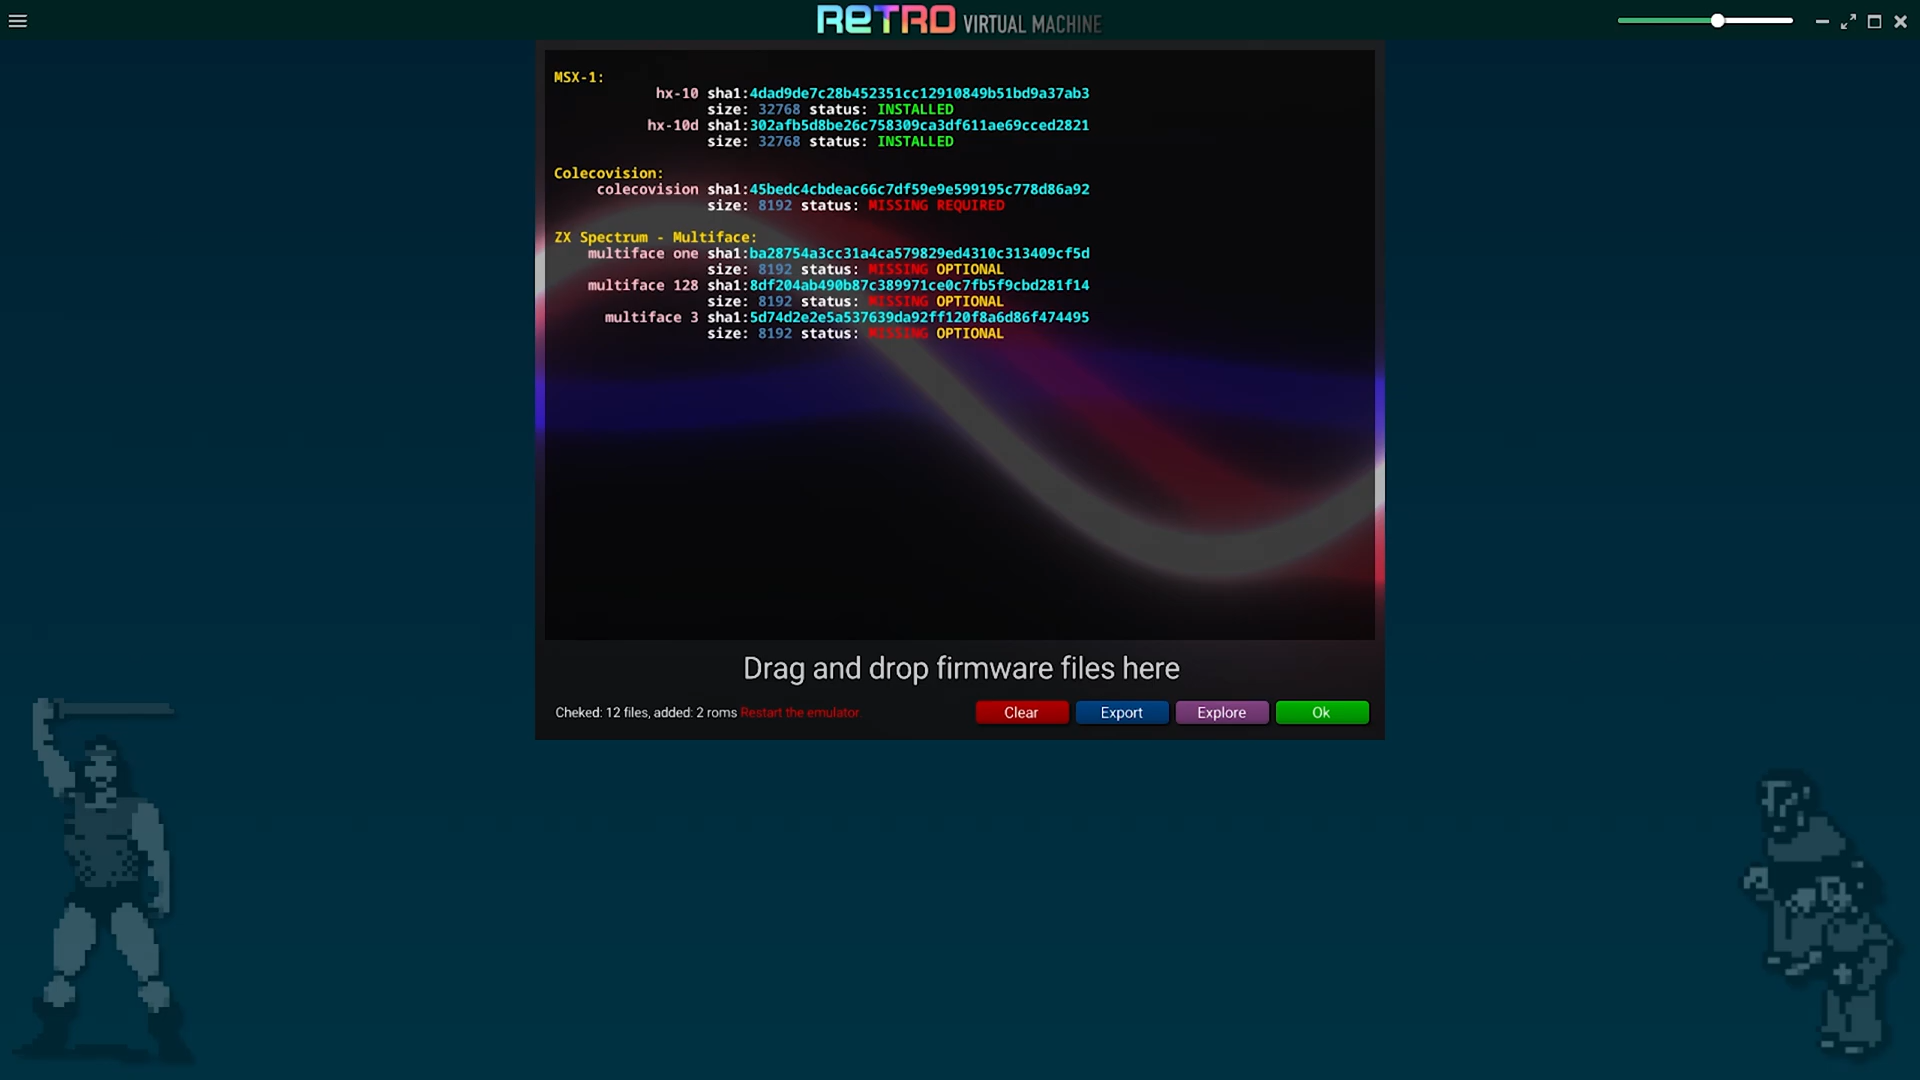 RETRO VIRTUAL MACHINE
MSX-1:
hx-10 sha1:4dad9de7c28b452351cc12910849b51bd9a37ab3
size: 32768 status: INSTALLED
hx-10d sha1:302afb5d8be26c758309ca3df611ae69cced2821
size: 32768 status: INSTALLED
Colecovision:
colecovision sha1:45bedc4cbdeac66c7df59e9e599195c778d86a92
size: 8192 status: MISSING REQUIRED
ZX Spectrum - Multiface:
multiface one sha1:ba28754a3cc31a4ca579829ed4310c313409cf5d
size: 8192 status: MISSING OPTIONAL
multiface 128 sha1:8df204ab490b87c389971ce0c7fb5f9cbd281f14
size: 8192 status: MISSING OPTIONAL
multiface 3 sha1:5d74d2e2e5a537639da92ff120f8a6d86f474495
size: 8192 status: MISSING OPTIONAL
Drag and drop firmware files here
Cheked: 12 files, added: 2 roms Restart the emulator
Clear Export Explore Ok